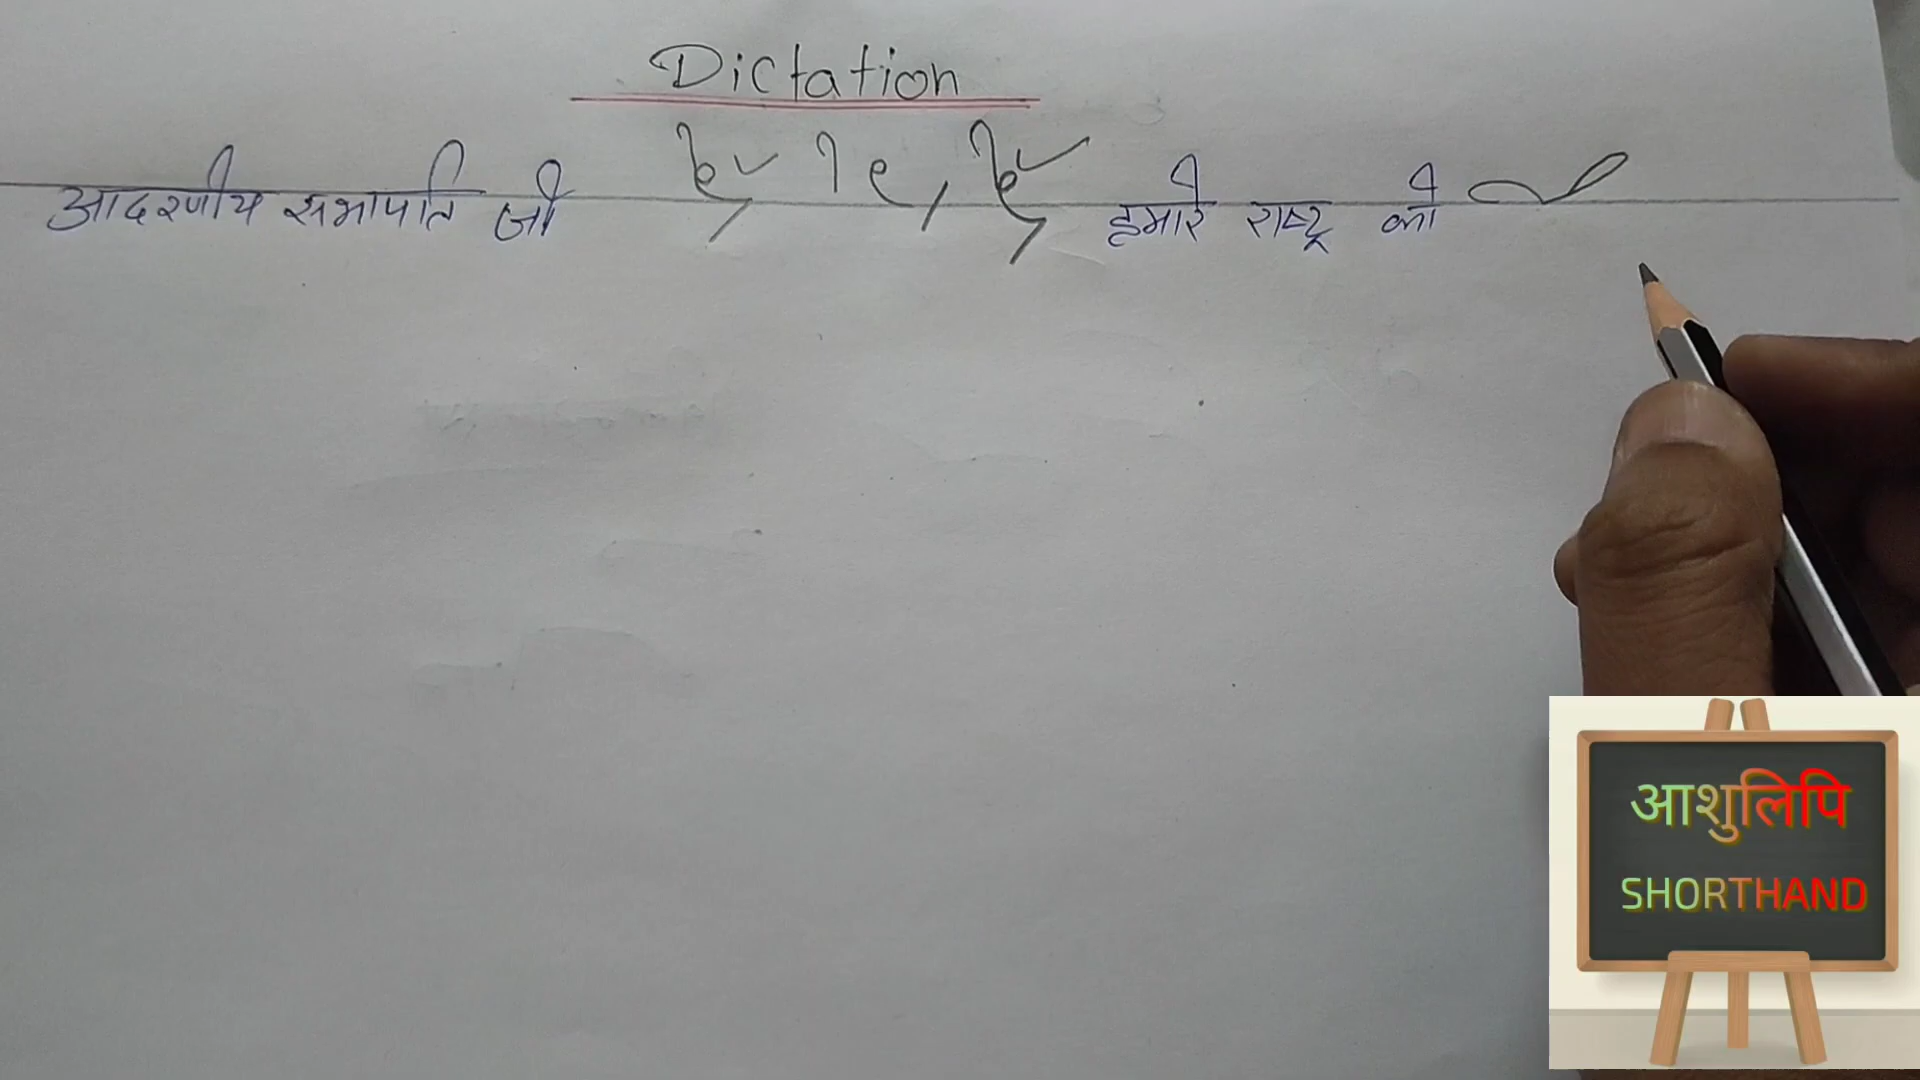 Dictation
आदरणीय सभापति जी हमारे राष्ट्र की
आशुलिपि
SHORTHAND